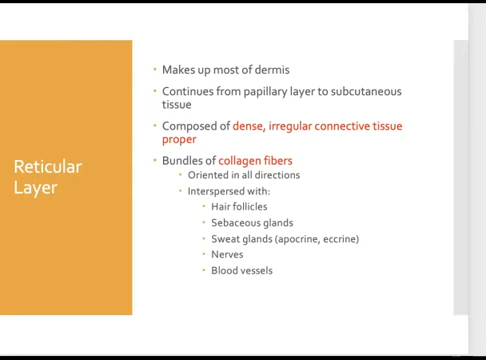 Reticular
Layer
• Makes up most of dermis
• Continues from papillary layer to subcutaneous
tissue
• Composed of dense, irregular connective tissue
proper
• Bundles of collagen fibers
• Oriented in all directions
• Interspersed with:
• Hair follicles
• Sebaceous glands
• Sweat glands (apocrine, eccrine)
• Nerves
• Blood vessels